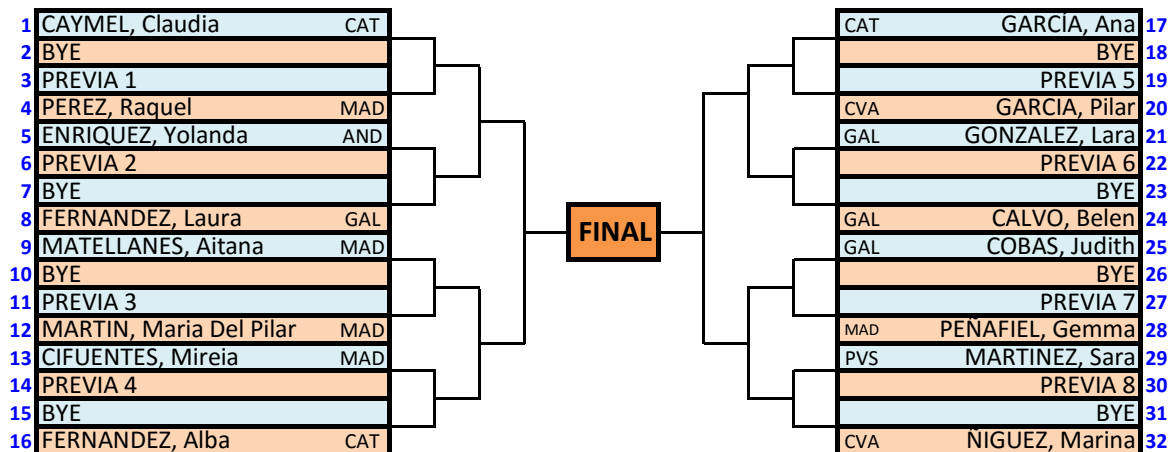 1 CAYMEL, Claudia CAT
2 BYE
3 PREVIA 1
4 PEREZ, Raquel MAD
5 ENRIQUEZ, Yolanda AND
6 PREVIA 2
7 BYE
8 FERNANDEZ, Laura GAL
9 MATELLANES, Aitana MAD
10 BYE
11 PREVIA 3
12 MARTIN, Maria Del Pilar MAD
13 CIFUENTES, Mireia MAD
14 PREVIA 4
15 BYE
16 FERNANDEZ, Alba CAT
FINAL
CAT GARCÍA, Ana 17
BYE 18
PREVIA 5 19
CVA GARCIA, Pilar 20
GAL GONZALEZ, Lara 21
PREVIA 6 22
BYE 23
GAL CALVO, Belen 24
GAL COBAS, Judith 25
BYE 26
PREVIA 7 27
MAD PEÑAFIEL, Gemma 28
PVS MARTINEZ, Sara 29
PREVIA 8 30
BYE 31
CVA ÑIGUEZ, Marina 32